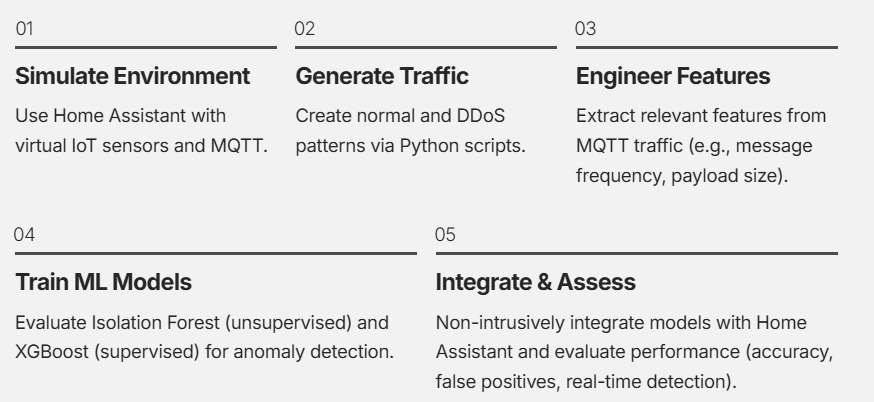 01
Simulate Environment
Use Home Assistant with
virtual IoT sensors and MQTT.
02
Generate Traffic
Create normal and DDoS
patterns via Python scripts.
03
Engineer Features
Extract relevant features from
MQTT traffic (e.g., message
frequency, payload size).
04
Train ML Models
Evaluate Isolation Forest (unsupervised) and
XGBoost (supervised) for anomaly detection.
05
Integrate & Assess
Non-intrusively integrate models with Home
Assistant and evaluate performance (accuracy,
false positives, real-time detection).